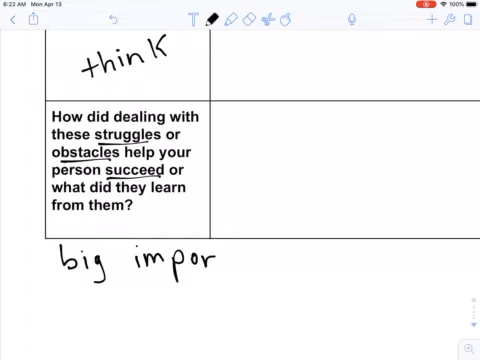 6:22 AM Mon Apr 13
100%
think
How did dealing with
these struggles or
obstacles help your
person succeed or
what did they learn
from them?
big impor